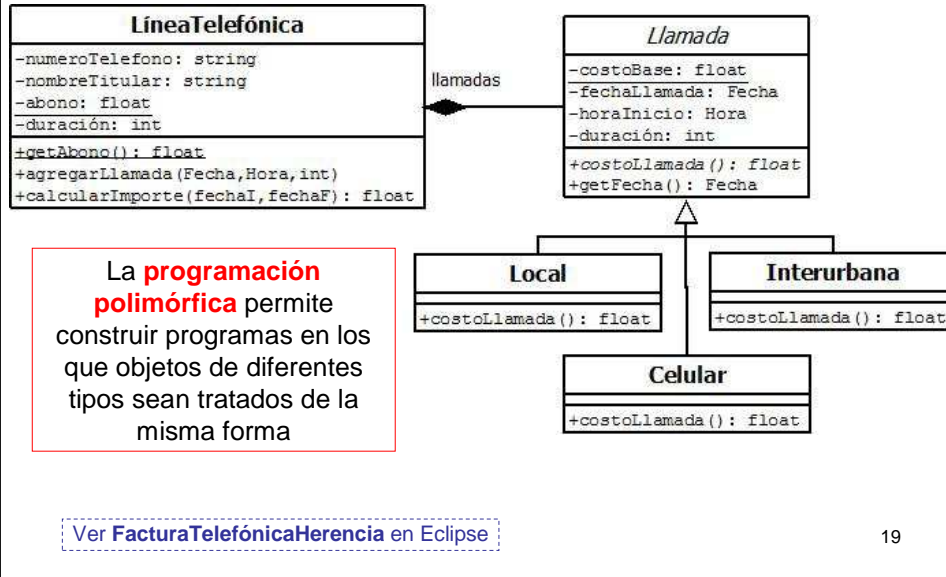 LíneaTelefónica
-numeroTelefono: string
-nombreTitular: string
-abono: float
-duración: int
+getAbono(): float
+agregarLlamada(Fecha,Hora,int)
+calcularImporte(fechaI,fechaF): float
llamadas
Llamada
-costoBase: float
-fechaLlamada: Fecha
-horaInicio: Hora
-duración: int
+costoLlamada(): float
+getFecha(): Fecha
La programación
polimórfica permite
construir programas en los
que objetos de diferentes
tipos sean tratados de la
misma forma
Local
+costoLlamada(): float
Interurbana
+costoLlamada(): float
Celular
+costoLlamada(): float
Ver FacturaTelefónicaHerencia en Eclipse
19